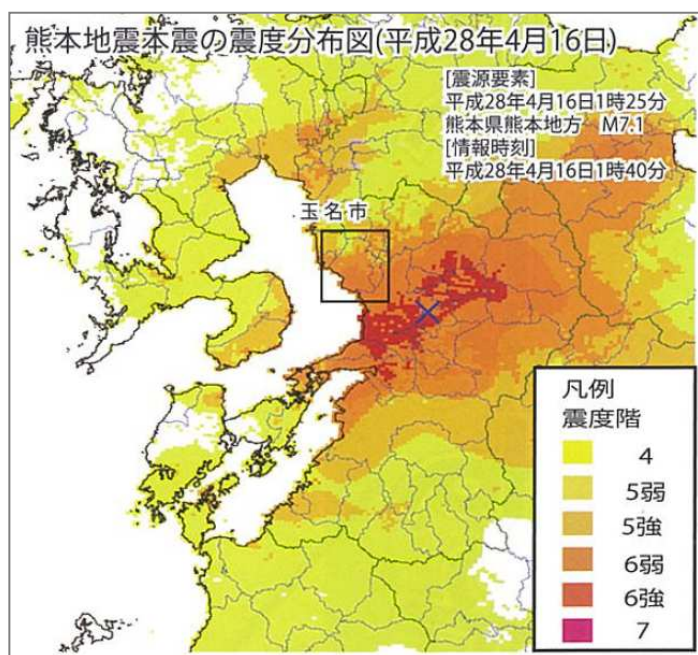 熊本地震本震の震度分布図(平成28年4月16日)
[震源要素]
平成28年4月16日1時25分
熊本県熊本地方 M7.1
[情報時刻]
平成28年4月16日1時40分
玉名市
凡例
震度階
4
5弱
5強
6弱
6強
7